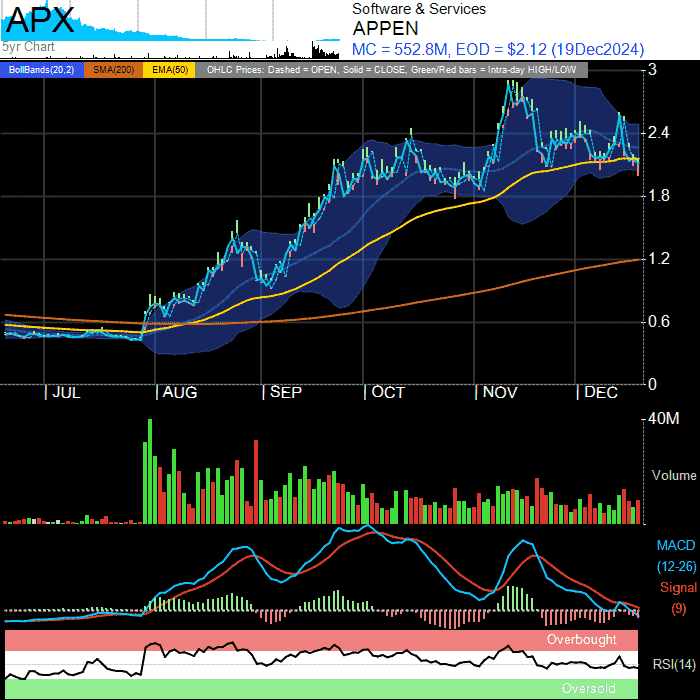 APX
Software & Services
APPEN
5yr Chart
MC = 552.8M, EOD = $2.12 (19Dec2024)
BollBands(20,2) SMA(200) EMA(50) OHLC Prices: Dashed = OPEN, Solid = CLOSE, Green/Red bars = Intra-day HIGH/LOW
3
2.4
1.8
1.2
0.6
0
| JUL | AUG | SEP | OCT | NOV | DEC
40M
Volume
MACD
(12-26)
Signal
(9)
Overbought
RSI(14)
Oversold